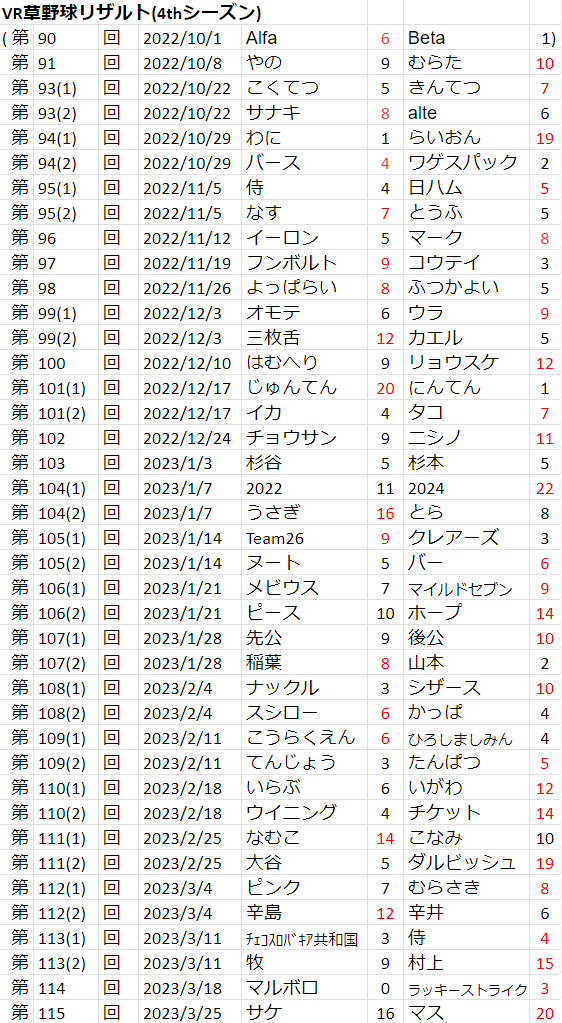 VR草野球リザルト(4thシーズン)
( 第 90 回 2022/10/1 Alfa 6 Beta 1)
第 91 回 2022/10/8 やの 9 むらた 10
第 93(1) 回 2022/10/22 こくてつ 5 きんてつ 7
第 93(2) 回 2022/10/22 サナキ 8 alte 6
第 94(1) 回 2022/10/29 わに 1 らいおん 19
第 94(2) 回 2022/10/29 バース 4 ワゲスパック 2
第 95(1) 回 2022/11/5 侍 4 日ハム 5
第 95(2) 回 2022/11/5 なす 7 とうふ 5
第 96 回 2022/11/12 イーロン 5 マーク 8
第 97 回 2022/11/19 フンボルト 9 コウテイ 3
第 98 回 2022/11/26 よっぱらい 8 ふつかよい 5
第 99(1) 回 2022/12/3 オモテ 6 ウラ 9
第 99(2) 回 2022/12/3 三枚舌 12 カエル 5
第 100 回 2022/12/10 はむへり 9 リョウスケ 12
第 101(1) 回 2022/12/17 じゅんてん 20 にんてん 1
第 101(2) 回 2022/12/17 イカ 4 タコ 7
第 102 回 2022/12/24 チョウサン 9 ニシノ 11
第 103 回 2023/1/3 杉谷 5 杉本 5
第 104(1) 回 2023/1/7 2022 11 2024 22
第 104(2) 回 2023/1/7 うさぎ 16 とら 8
第 105(1) 回 2023/1/14 Team26 9 クレアーズ 3
第 105(2) 回 2023/1/14 ヌート 5 バー 6
第 106(1) 回 2023/1/21 メビウス 7 マイルドセブン 9
第 106(2) 回 2023/1/21 ピース 10 ホープ 14
第 107(1) 回 2023/1/28 先公 9 後公 10
第 107(2) 回 2023/1/28 稲葉 8 山本 2
第 108(1) 回 2023/2/4 ナックル 3 シザース 10
第 108(2) 回 2023/2/4 スシロー 6 かっぱ 4
第 109(1) 回 2023/2/11 こうらくえん 6 ひろしましみん 4
第 109(2) 回 2023/2/11 てんじょう 3 たんぱつ 5
第 110(1) 回 2023/2/18 いらぶ 6 いがわ 12
第 110(2) 回 2023/2/18 ウイニング 4 チケット 14
第 111(1) 回 2023/2/25 なむこ 14 こなみ 10
第 111(2) 回 2023/2/25 大谷 5 ダルビッシュ 19
第 112(1) 回 2023/3/4 ピンク 7 むらさき 8
第 112(2) 回 2023/3/4 辛島 12 辛井 6
第 113(1) 回 2023/3/11 ﾁｪｺｽﾛﾊﾞｷｱ共和国 3 侍 4
第 113(2) 回 2023/3/11 牧 9 村上 15
第 114 回 2023/3/18 マルボロ 0 ラッキーストライク 3
第 115 回 2023/3/25 サケ 16 マス 20